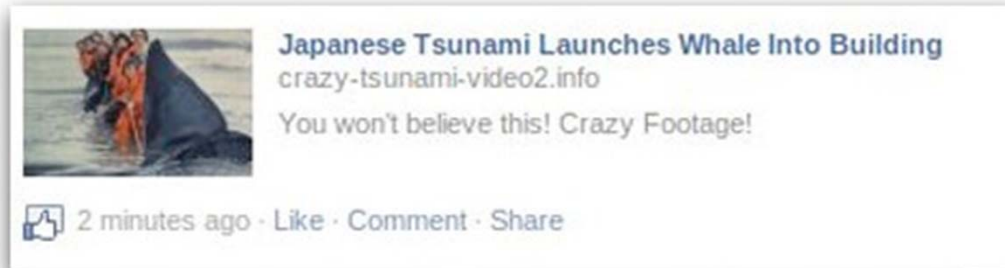 Japanese Tsunami Launches Whale Into Building
crazy-tsunami-video2.info
You won't believe this! Crazy Footage!
2 minutes ago · Like · Comment · Share